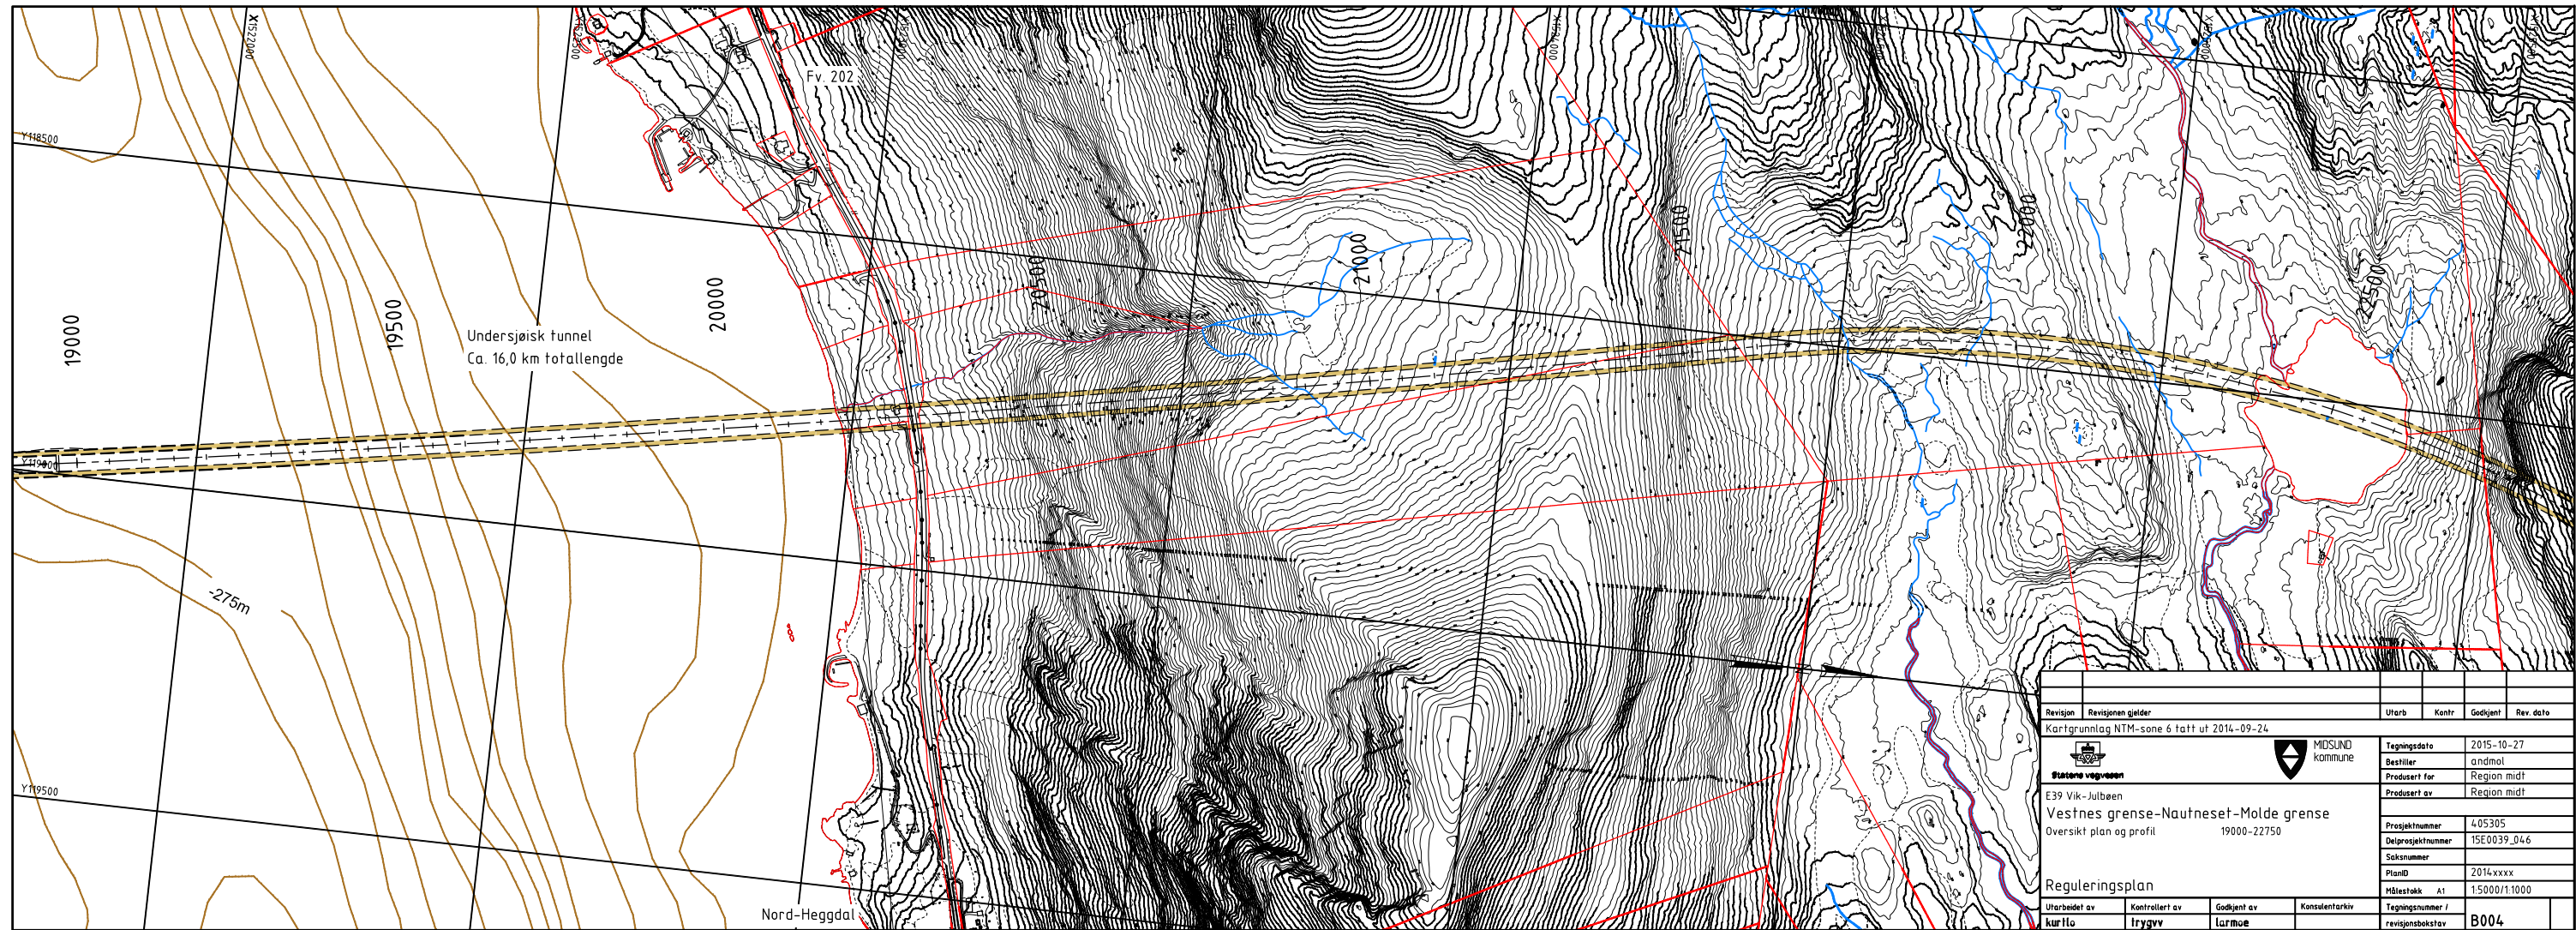 X1522000
Y118500
Y119000
Y119500
19000
19500
20000
20500
21000
21500
22000
22500
Fv. 202
Undersjøisk tunnel
Ca. 16,0 km totallengde
-275m
Nord-Heggdal
Revisjon Revisjonen gjelder Utarb Kontr Godkjent Rev. dato
Kartgrunnlag NTM-sone 6 tatt ut 2014-09-24
Statens vegvesen
MIDSUND
kommune
Tegningsdato 2015-10-27
Bestiller andmol
Produsert for Region midt
Produsert av Region midt
E39 Vik-Julbøen
Vestnes grense-Nautneset-Molde grense
Oversikt plan og profil 19000-22750
Prosjektnummer 405305
Delprosjektnummer 15E0039_046
Saksnummer
PlanID 2014xxxx
Målestokk A1 1:5000/1:1000
Reguleringsplan
Utarbeidet av Kontrollert av Godkjent av Konsulentarkiv
kurtlo trygvv larmoe
Tegningsnummer /
revisjonsbokstav B004